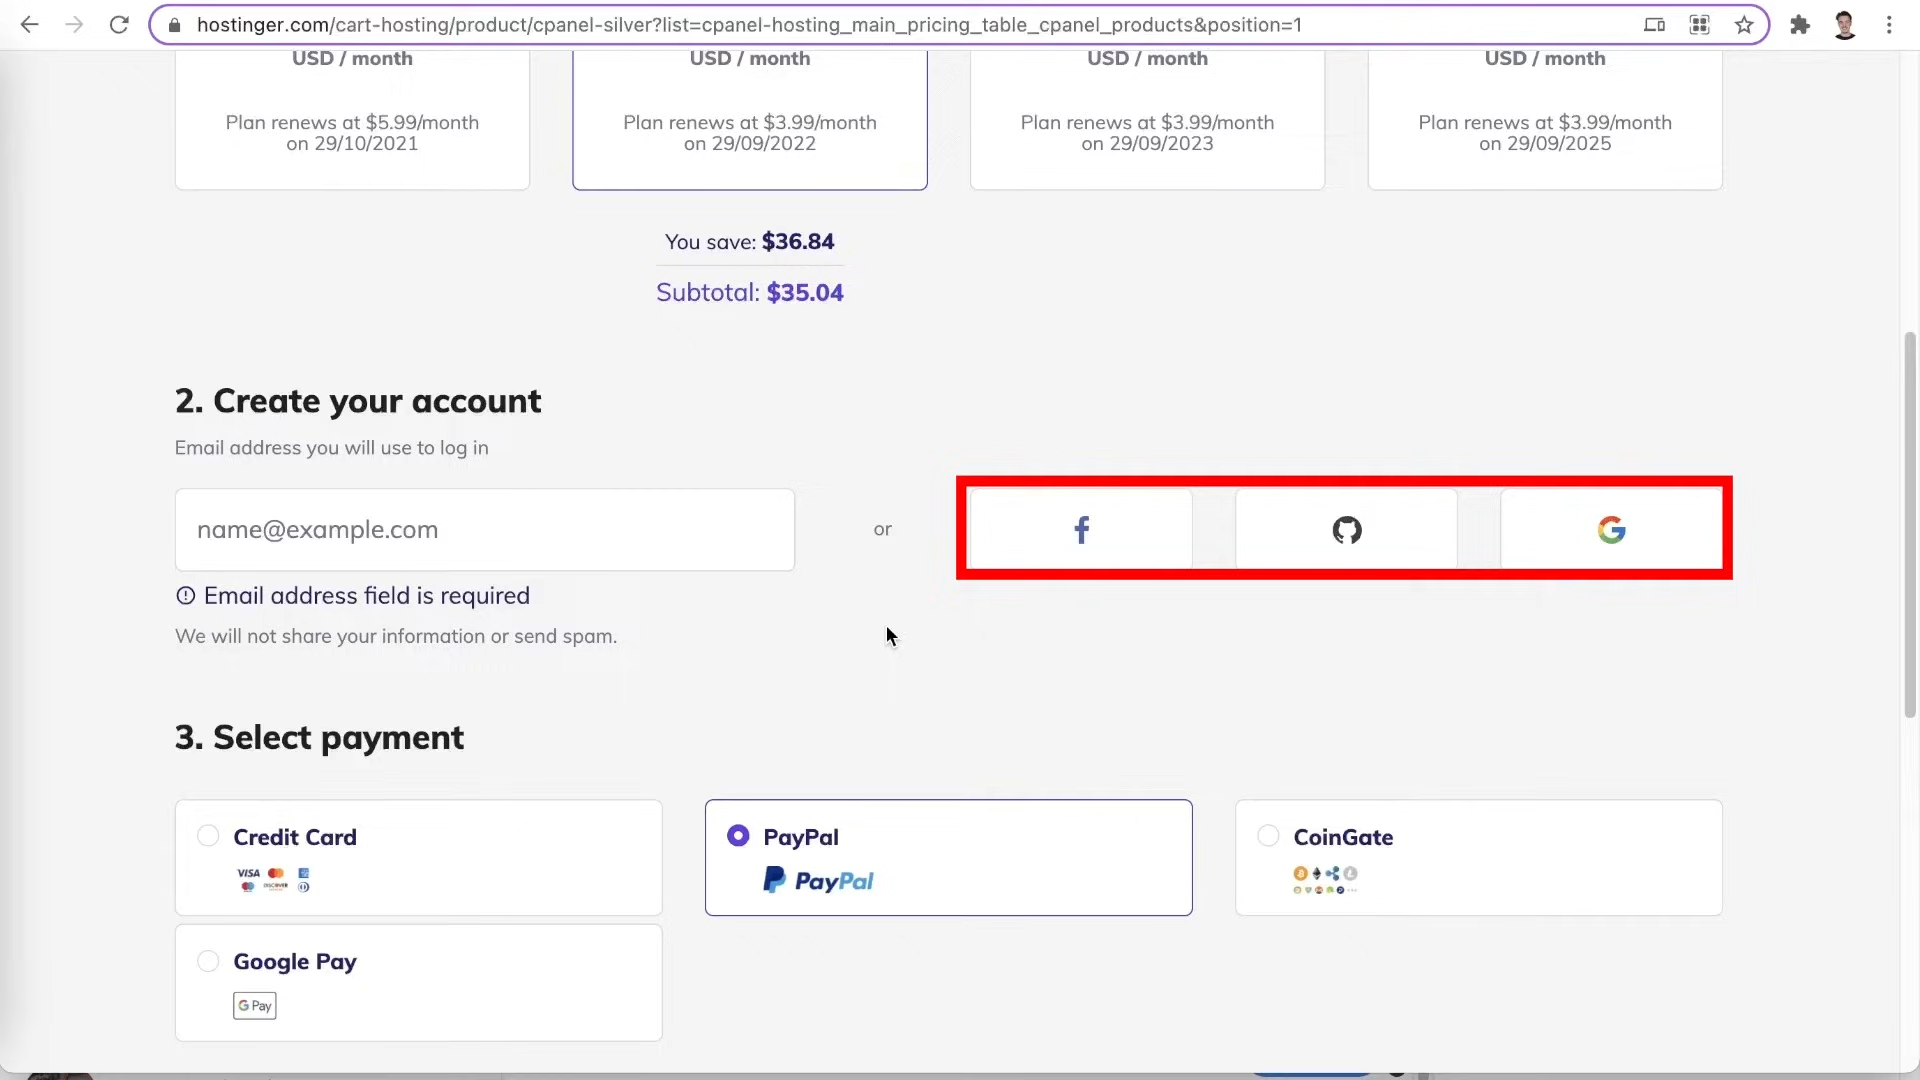 hostinger.com/cart-hosting/product/cpanel-silver?list=cpanel-hosting_main_pricing_table_cpanel_products&position=1
USD / month
USD / month
USD / month
USD / month
Plan renews at $5.99/month
on 29/10/2021
Plan renews at $3.99/month
on 29/09/2022
Plan renews at $3.99/month
on 29/09/2023
Plan renews at $3.99/month
on 29/09/2025
You save: $36.84
Subtotal: $35.04
2. Create your account
Email address you will use to log in
name@example.com
or
Email address field is required
We will not share your information or send spam.
3. Select payment
Credit Card
VISA
DISCOVER
PayPal
PayPal
CoinGate
Google Pay
G Pay